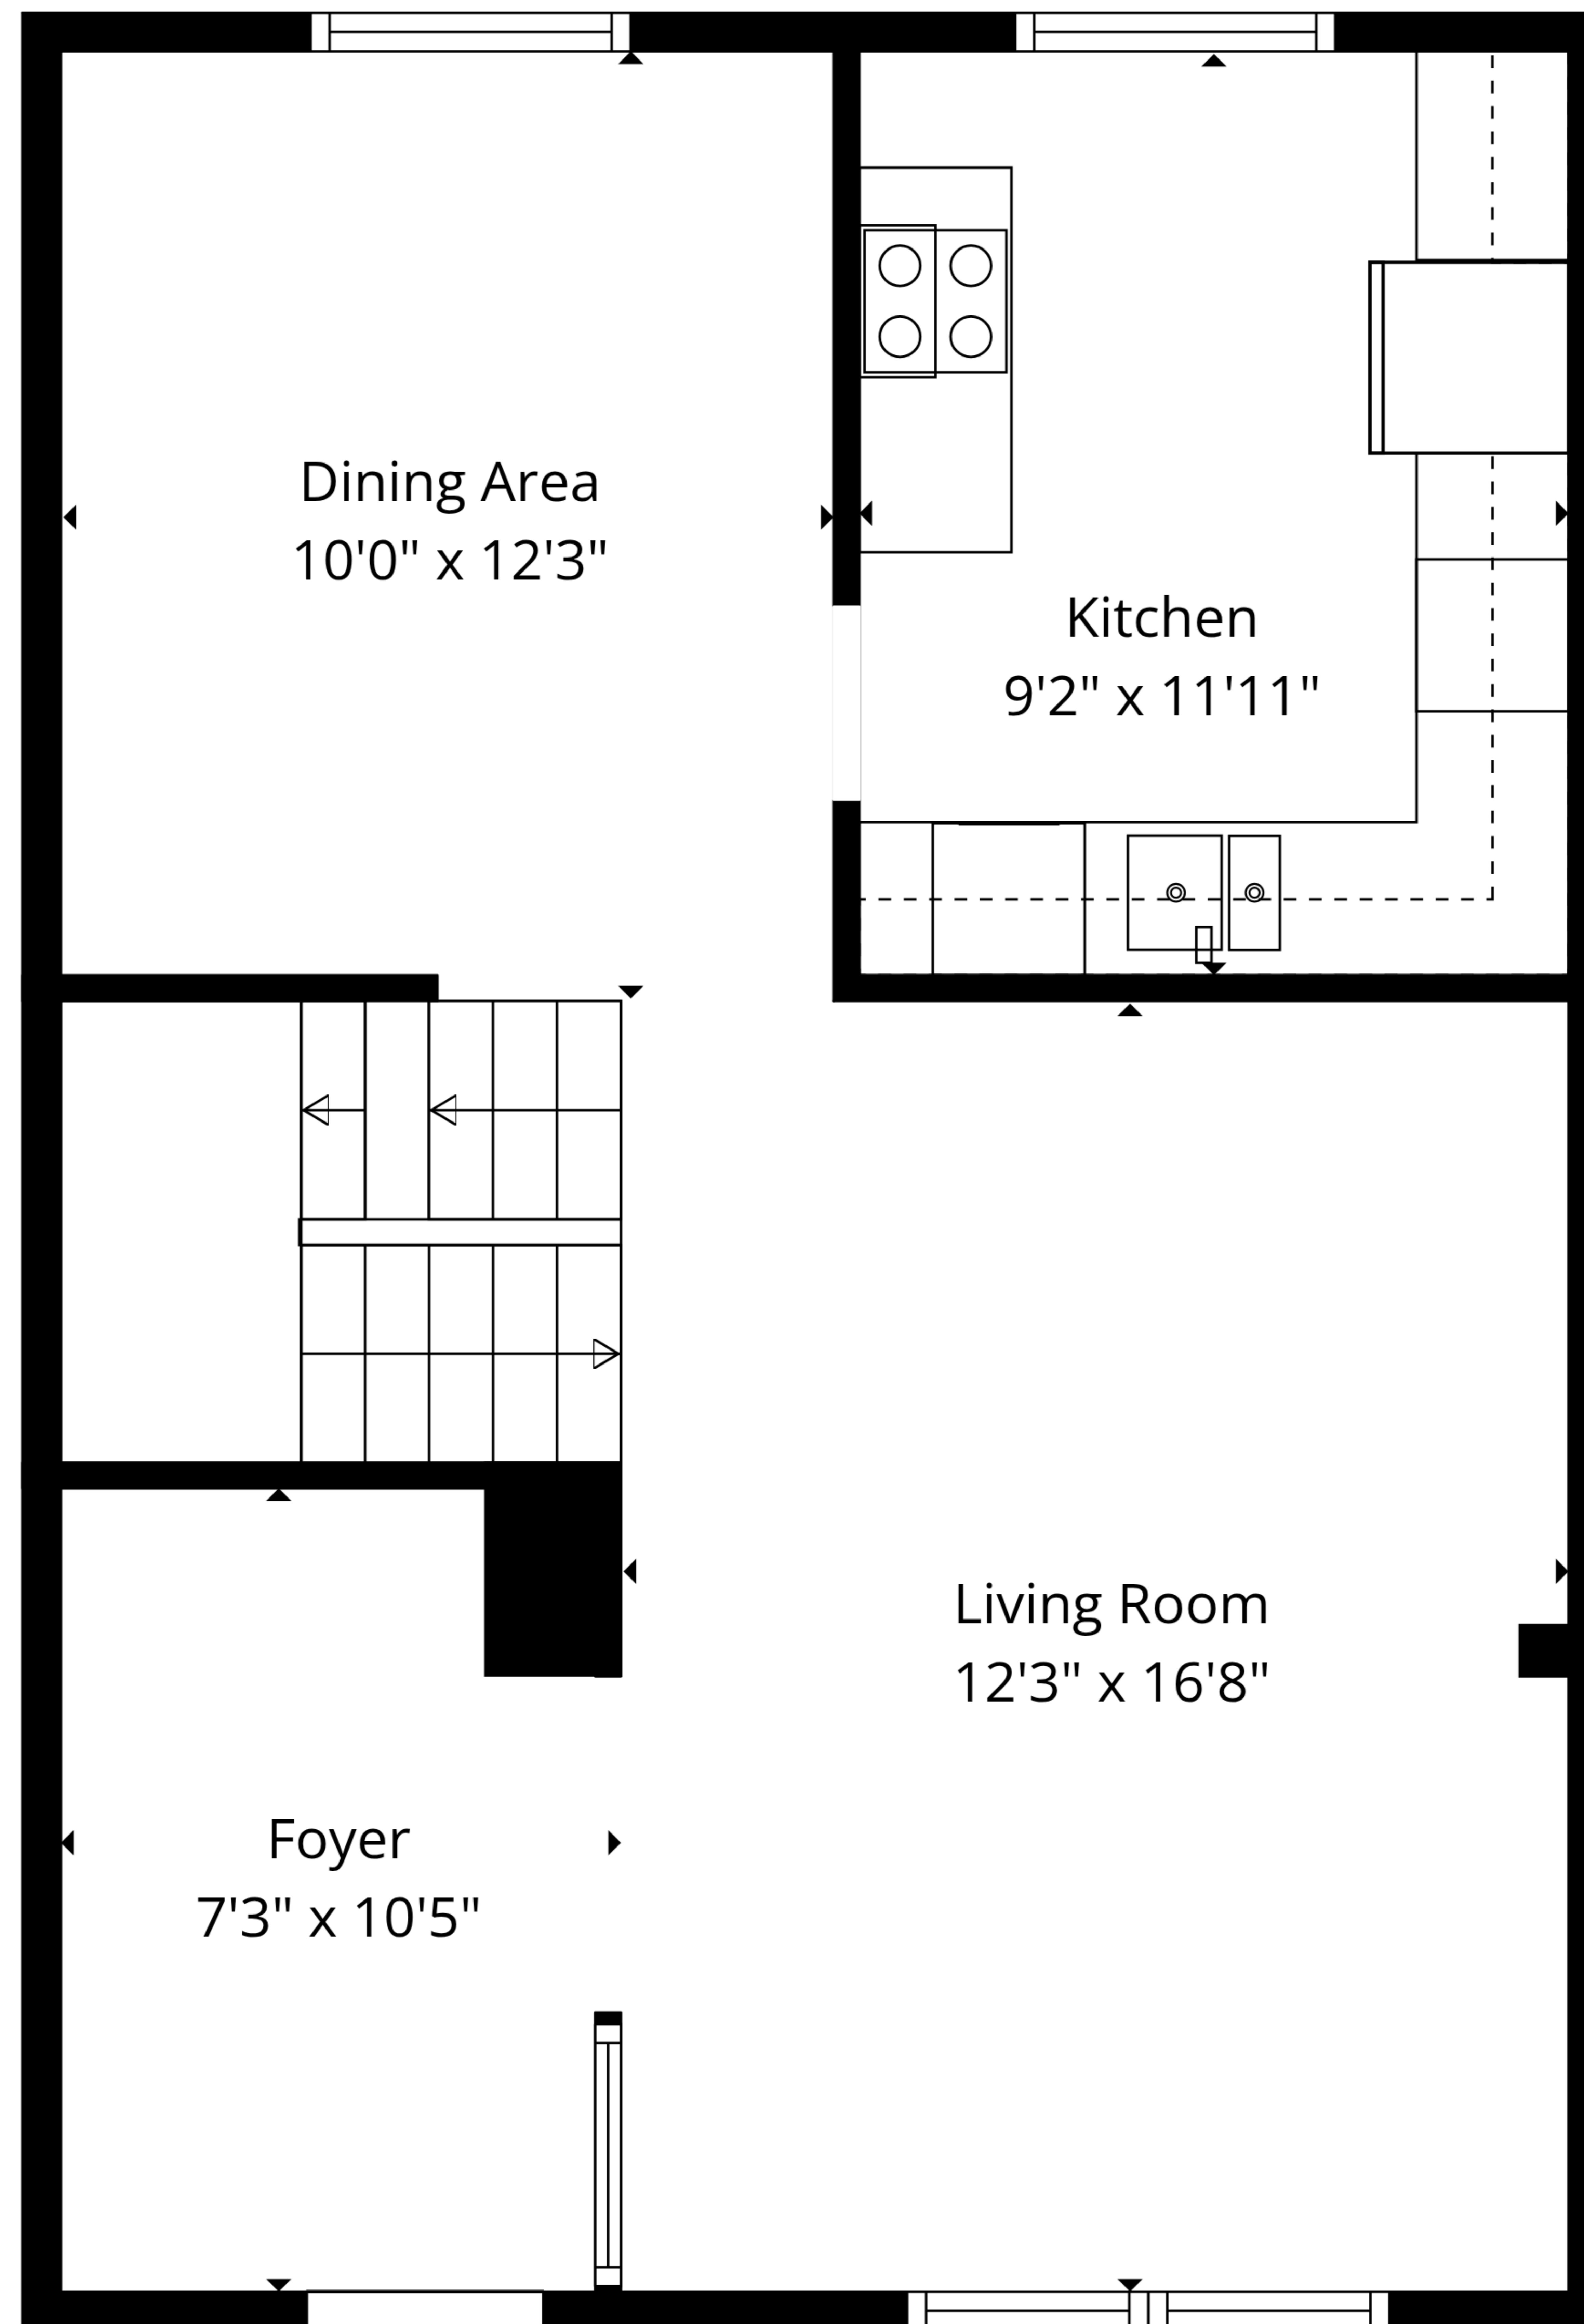 Dining Area
10'0" x 12'3"
Kitchen
9'2" x 11'11"
Living Room
12'3" x 16'8"
Foyer
7'3" x 10'5"